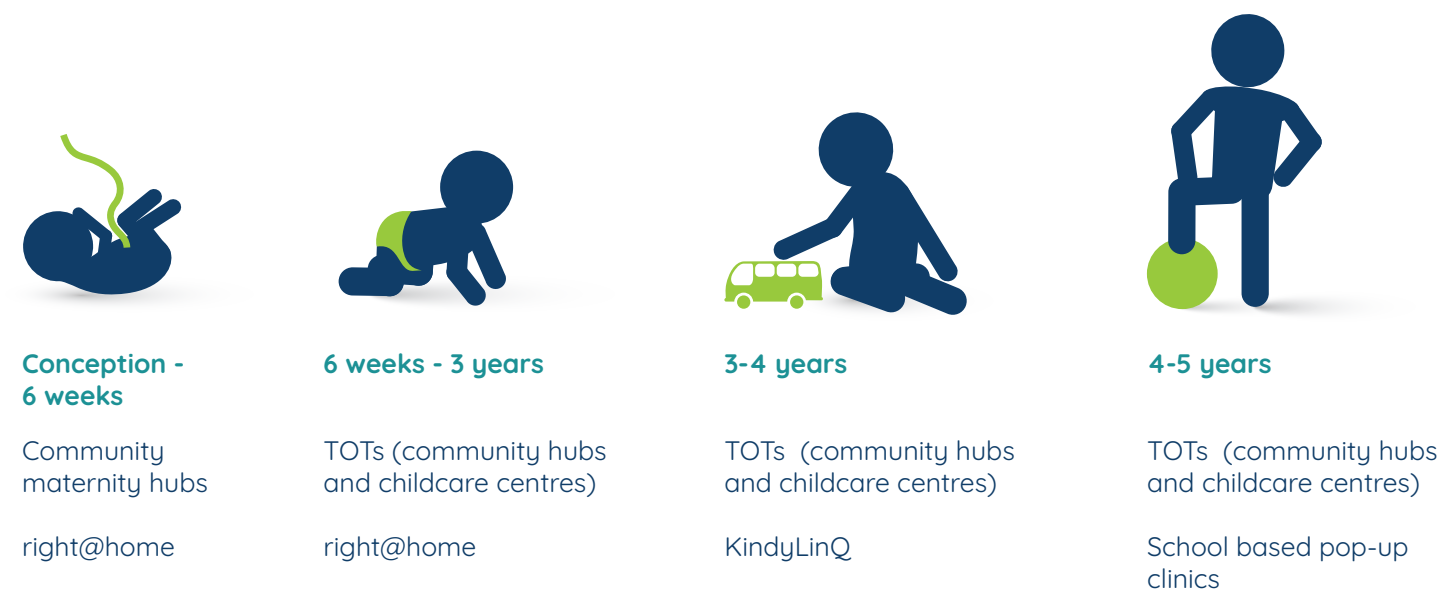 Conception -
6 weeks
Community
maternity hubs
right@home
6 weeks - 3 years
TOTs (community hubs
and childcare centres)
right@home
3-4 years
TOTs  (community hubs
and childcare centres)
KindyLinQ
4-5 years
TOTs  (community hubs
and childcare centres)
School based pop-up
clinics